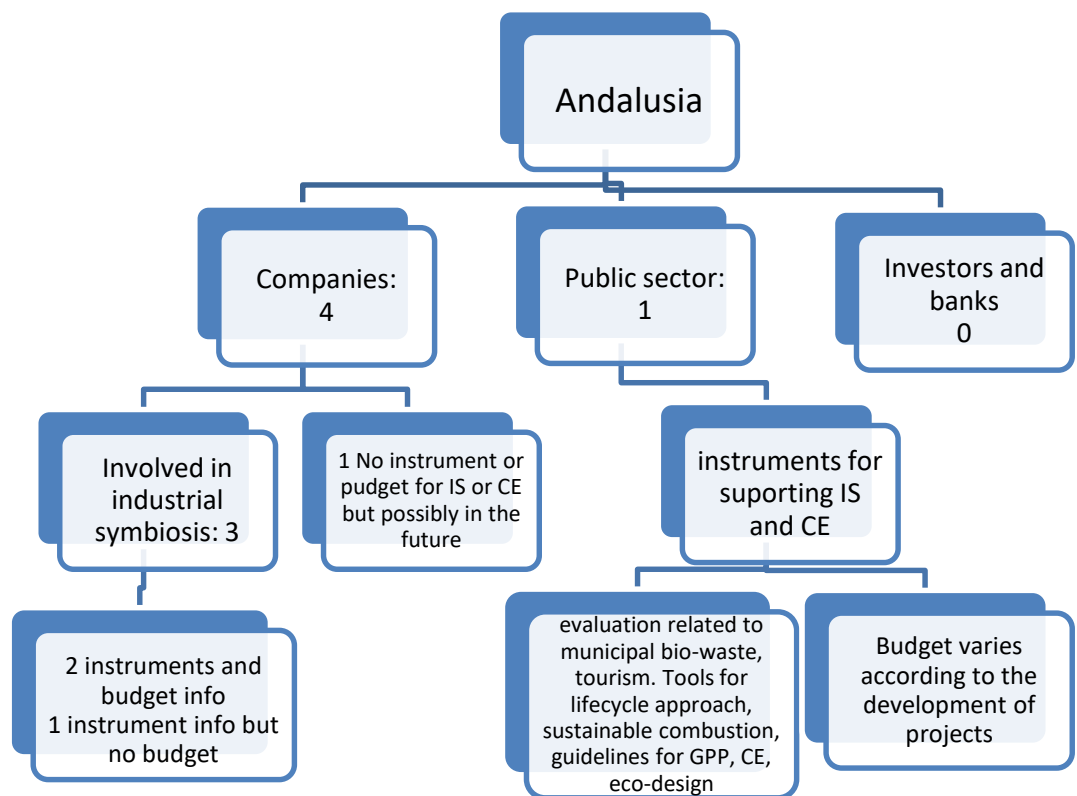 Andalusia
Companies:
4
Public sector:
1
Investors and
banks
0
Involved in
industrial
symbiosis: 3
1 No instrument or
pudget for IS or CE
but possibly in the
future
instruments for
suporting IS
and CE
2 instruments and
budget info
1 instrument info but
no budget
evaluation related to
municipal bio-waste,
tourism. Tools for
lifecycle approach,
sustainable combustion,
guidelines for GPP, CE,
eco-design
Budget varies
according to the
development of
projects